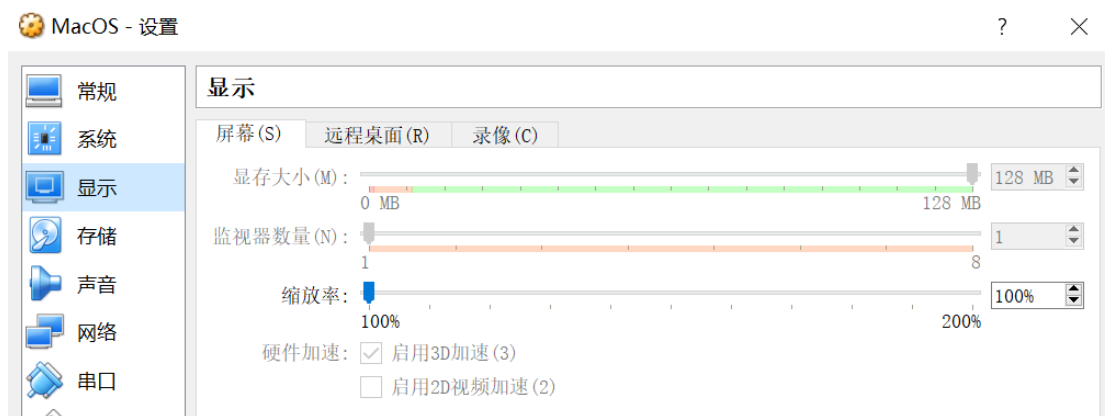 MacOS - 设置
?
常规
系统
显示
存储
声音
网络
串口
显示
屏幕(S) 远程桌面(R) 录像(C)
显存大小(M): 128 MB
0 MB 128 MB
监视器数量(N): 1
1 8
缩放率: 100%
100% 200%
硬件加速: 启用3D加速(3)
启用2D视频加速(2)